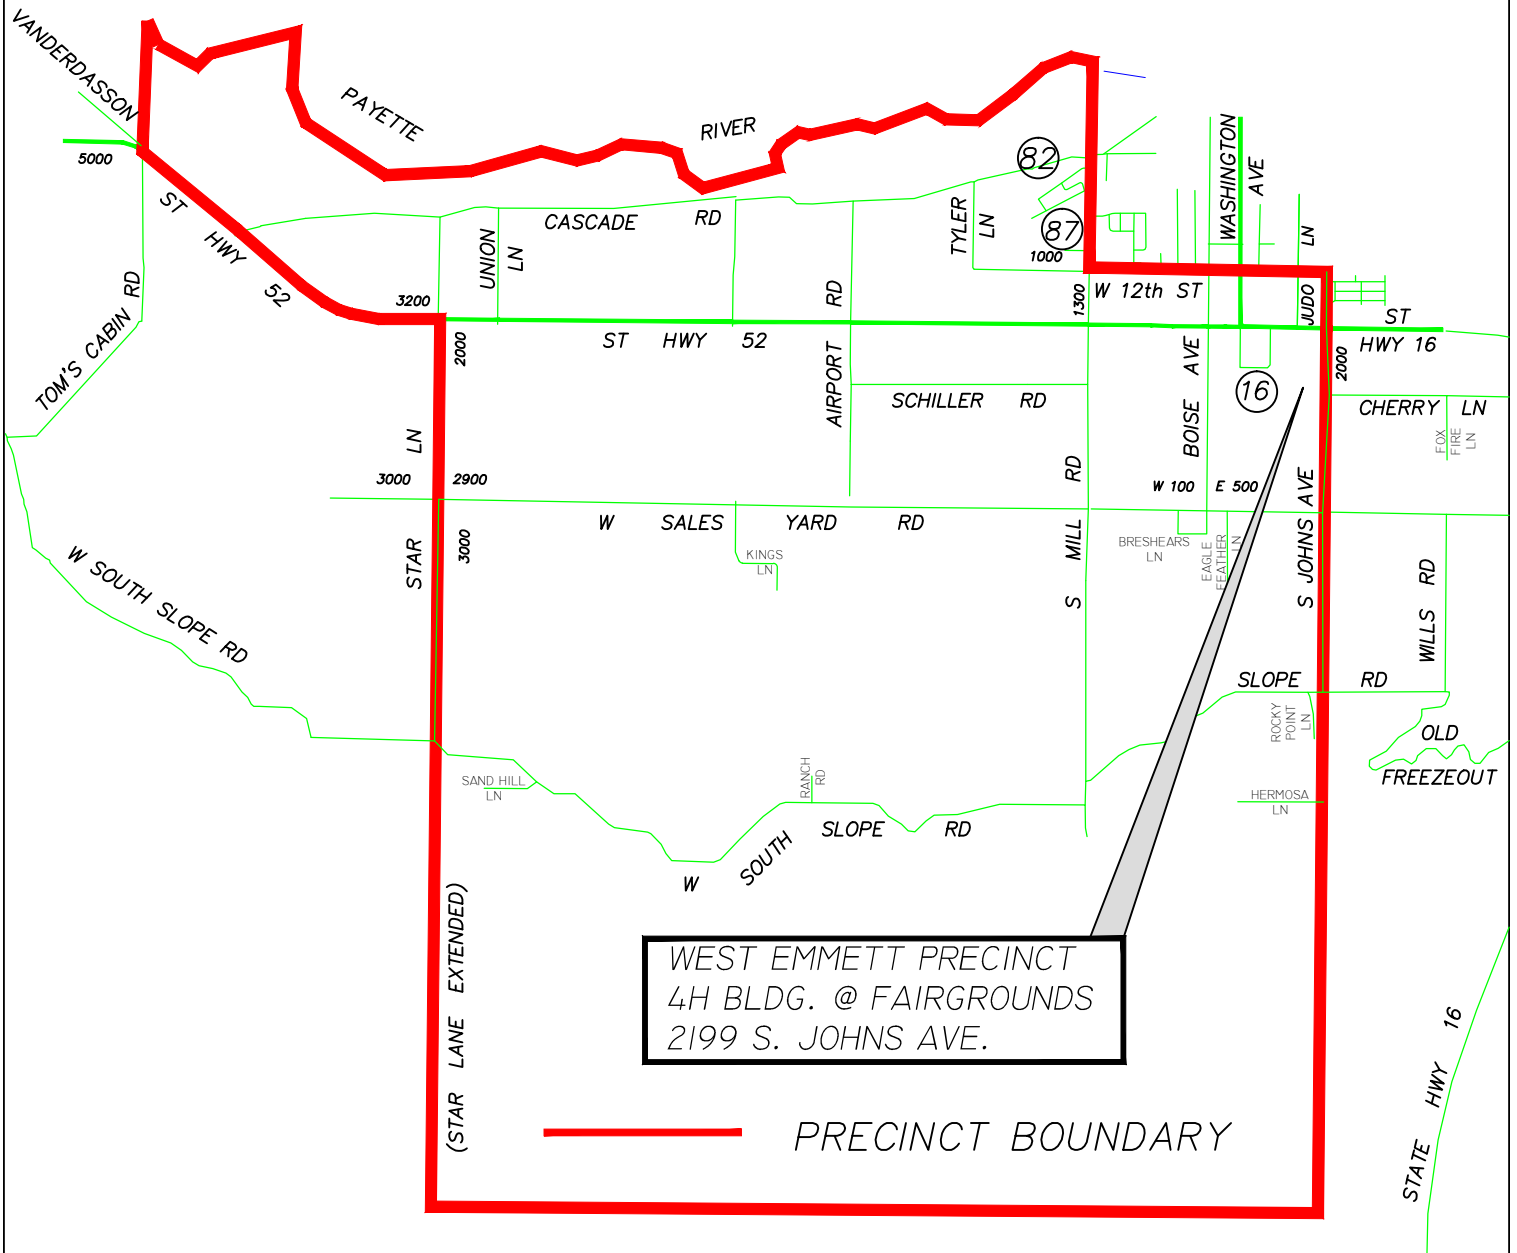 VANDERDASSON
PAYETTE
RIVER
5000
ST HWY 52
CASCADE RD
UNION LN
TYLER LN
82
87
1000
WASHINGTON AVE
JUDO LN
W 12th ST
1300
3200
2000
TOM'S CABIN RD
ST HWY 52
AIRPORT RD
SCHILLER RD
BOISE AVE
16
ST
HWY 16
2000
CHERRY LN
FOX
FIRE
LN
STAR LN
3000
2900
3000
W SALES YARD RD
KINGS
LN
S MILL RD
W 100
E 500
BRESHEARS
LN
EAGLE
FEATHER
LN
S JOHNS AVE
WILLS RD
W SOUTH SLOPE RD
SLOPE RD
ROCKY
POINT
LN
OLD
FREEZEOUT
SAND HILL
LN
RANCH
RD
HERMOSA
LN
W SOUTH SLOPE RD
(STAR LANE EXTENDED)
WEST EMMETT PRECINCT
4H BLDG. @ FAIRGROUNDS
2199 S. JOHNS AVE.
PRECINCT BOUNDARY
STATE HWY 16